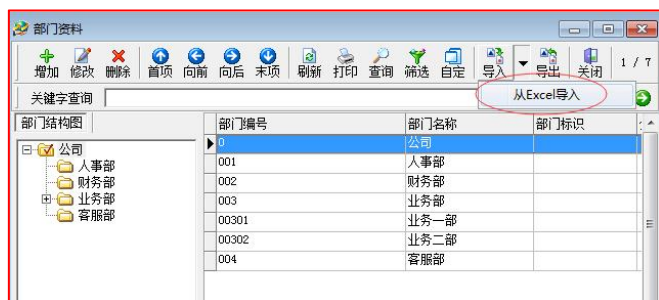 部门资料
增加 修改 删除 首项 向前 向后 末项 刷新 打印 查询 筛选 自定 导入 导出 关闭 1 / 7
关键字查询
从Excel导入
部门结构图
公司
人事部
财务部
业务部
客服部
部门编号 部门名称 部门标识
0 公司
001 人事部
002 财务部
003 业务部
00301 业务一部
00302 业务二部
004 客服部